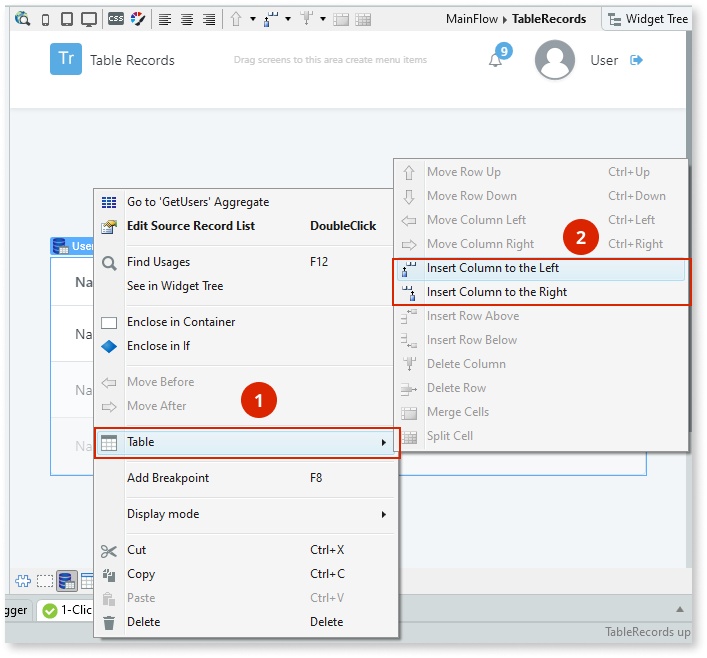 CSS
MainFlow TableRecords
Widget Tree
Tr Table Records
Drag screens to this area create menu items
9
User
Go to 'GetUsers' Aggregate
Edit Source Record List DoubleClick
Find Usages F12
See in Widget Tree
Enclose in Container
Enclose in If
Move Before
Move After
1
Table
Add Breakpoint F8
Display mode
Cut Ctrl+X
Copy Ctrl+C
Paste Ctrl+V
Delete Delete
Move Row Up Ctrl+Up
Move Row Down Ctrl+Down
Move Column Left Ctrl+Left
Move Column Right Ctrl+Right
2
Insert Column to the Left
Insert Column to the Right
Insert Row Above
Insert Row Below
Delete Column
Delete Row
Merge Cells
Split Cell
User
Na
Na
Na
Na
gger
1-Clic
TableRecords up